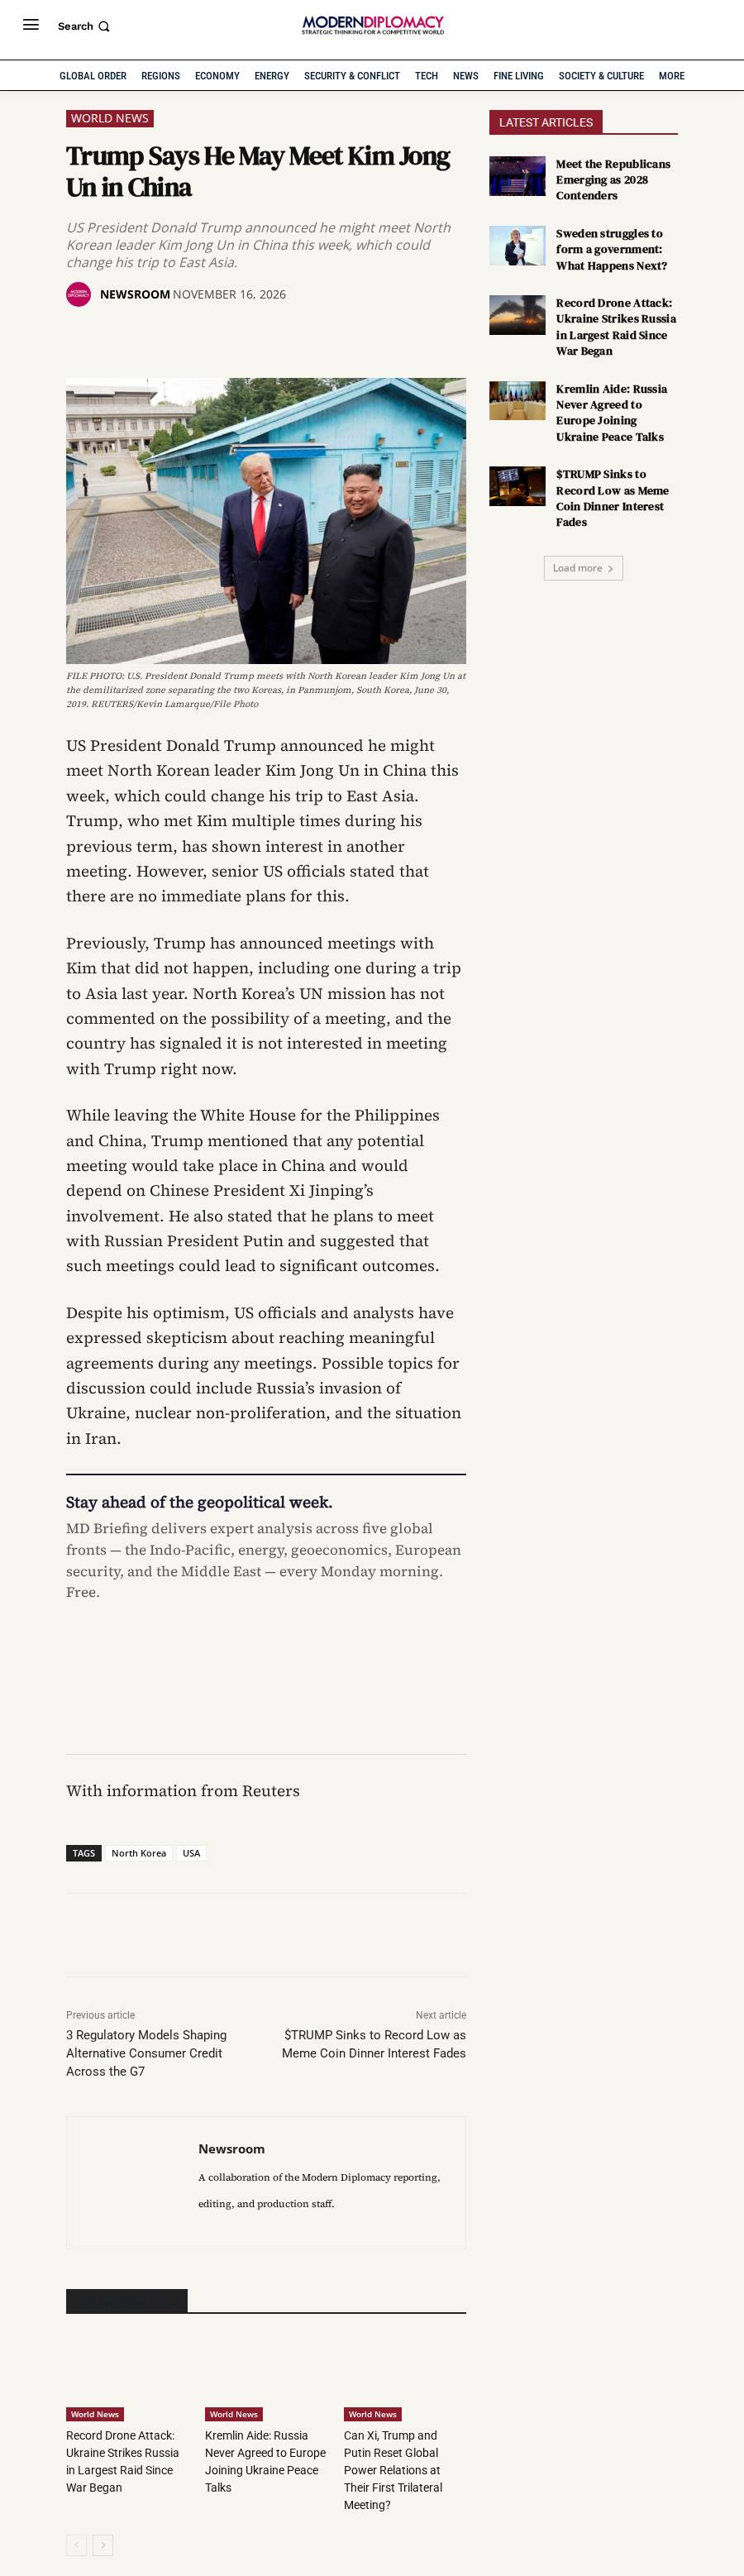 Search
MODERNDIPLOMACY
STRATEGIC THINKING FOR A COMPETITIVE WORLD
GLOBAL ORDER REGIONS ECONOMY ENERGY SECURITY & CONFLICT TECH NEWS FINE LIVING SOCIETY & CULTURE MORE
WORLD NEWS
Trump Says He May Meet Kim Jong
Un in China
US President Donald Trump announced he might meet North
Korean leader Kim Jong Un in China this week, which could
change his trip to East Asia.
NEWSROOM NOVEMBER 16, 2026
FILE PHOTO: U.S. President Donald Trump meets with North Korean leader Kim Jong Un at
the demilitarized zone separating the two Koreas, in Panmunjom, South Korea, June 30,
2019. REUTERS/Kevin Lamarque/File Photo
US President Donald Trump announced he might
meet North Korean leader Kim Jong Un in China this
week, which could change his trip to East Asia.
Trump, who met Kim multiple times during his
previous term, has shown interest in another
meeting. However, senior US officials stated that
there are no immediate plans for this.
Previously, Trump has announced meetings with
Kim that did not happen, including one during a trip
to Asia last year. North Korea’s UN mission has not
commented on the possibility of a meeting, and the
country has signaled it is not interested in meeting
with Trump right now.
While leaving the White House for the Philippines
and China, Trump mentioned that any potential
meeting would take place in China and would
depend on Chinese President Xi Jinping’s
involvement. He also stated that he plans to meet
with Russian President Putin and suggested that
such meetings could lead to significant outcomes.
Despite his optimism, US officials and analysts have
expressed skepticism about reaching meaningful
agreements during any meetings. Possible topics for
discussion could include Russia’s invasion of
Ukraine, nuclear non-proliferation, and the situation
in Iran.
Stay ahead of the geopolitical week.
MD Briefing delivers expert analysis across five global
fronts — the Indo-Pacific, energy, geoeconomics, European
security, and the Middle East — every Monday morning.
Free.
With information from Reuters
TAGS North Korea USA
Previous article
3 Regulatory Models Shaping
Alternative Consumer Credit
Across the G7
Next article
$TRUMP Sinks to Record Low as
Meme Coin Dinner Interest Fades
Newsroom
A collaboration of the Modern Diplomacy reporting,
editing, and production staff.
World News
Record Drone Attack:
Ukraine Strikes Russia
in Largest Raid Since
War Began
World News
Kremlin Aide: Russia
Never Agreed to Europe
Joining Ukraine Peace
Talks
World News
Can Xi, Trump and
Putin Reset Global
Power Relations at
Their First Trilateral
Meeting?
LATEST ARTICLES
Meet the Republicans
Emerging as 2028
Contenders
Sweden struggles to
form a government:
What Happens Next?
Record Drone Attack:
Ukraine Strikes Russia
in Largest Raid Since
War Began
Kremlin Aide: Russia
Never Agreed to
Europe Joining
Ukraine Peace Talks
$TRUMP Sinks to
Record Low as Meme
Coin Dinner Interest
Fades
Load more